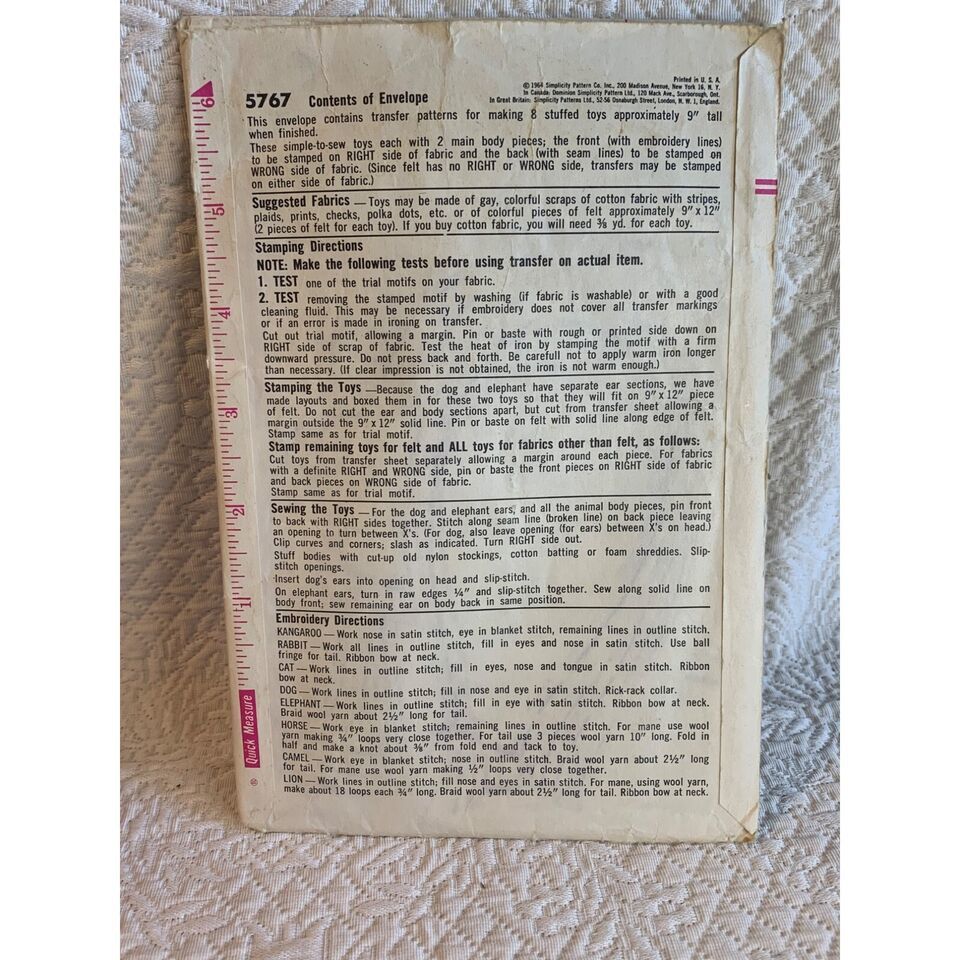 Printed in U. S. A.
© 1964 Simplicity Pattern Co. Inc., 200 Madison Avenue, New York 16, N. Y.
In Canada: Dominion Simplicity Pattern Ltd., 120 Mack Ave., Scarborough, Ont.
In Great Britain: Simplicity Patterns Ltd., 52-56 Osnaburgh Street, London, N. W. 1, England.
5767 Contents of Envelope
This envelope contains transfer patterns for making 8 stuffed toys approximately 9" tall
when finished.
These simple-to-sew toys each with 2 main body pieces; the front (with embroidery lines)
to be stamped on RIGHT side of fabric and the back (with seam lines) to be stamped on
WRONG side of fabric. (Since felt has no RIGHT or WRONG side, transfers may be stamped
on either side of fabric.)
Suggested Fabrics — Toys may be made of gay, colorful scraps of cotton fabric with stripes,
plaids, prints, checks, polka dots, etc. or of colorful pieces of felt approximately 9" x 12"
(2 pieces of felt for each toy). If you buy cotton fabric, you will need ⅜ yd. for each toy.
Stamping Directions
NOTE: Make the following tests before using transfer on actual item.
1. TEST one of the trial motifs on your fabric.
2. TEST removing the stamped motif by washing (if fabric is washable) or with a good
cleaning fluid. This may be necessary if embroidery does not cover all transfer markings
or if an error is made in ironing on transfer.
Cut out trial motif, allowing a margin. Pin or baste with rough or printed side down on
RIGHT side of scrap of fabric. Test the heat of iron by stamping the motif with a firm
downward pressure. Do not press back and forth. Be carefull not to apply warm iron longer
than necessary. (If clear impression is not obtained, the iron is not warm enough.)
Stamping the Toys — Because the dog and elephant have separate ear sections, we have
made layouts and boxed them in for these two toys so that they will fit on 9" x 12" piece
of felt. Do not cut the ear and body sections apart, but cut from transfer sheet allowing a
margin outside the 9" x 12" solid line. Pin or baste on felt with solid line along edge of felt.
Stamp same as for trial motif.
Stamp remaining toys for felt and ALL toys for fabrics other than felt, as follows:
Cut toys from transfer sheet separately allowing a margin around each piece. For fabrics
with a definite RIGHT and WRONG side, pin or baste the front pieces on RIGHT side of fabric
and back pieces on WRONG side of fabric.
Stamp same as for trial motif.
Sewing the Toys — For the dog and elephant ears, and all the animal body pieces, pin front
to back with RIGHT sides together. Stitch along seam line (broken line) on back piece leaving
an opening to turn between X's. (For dog, also leave opening (for ears) between X's on head.)
Clip curves and corners; slash as indicated. Turn RIGHT side out.
Stuff bodies with cut-up old nylon stockings, cotton batting or foam shreddies. Slip-
stitch openings.
Insert dog's ears into opening on head and slip-stitch.
On elephant ears, turn in raw edges ¼" and slip-stitch together. Sew along solid line on
body front; sew remaining ear on body back in same position.
Embroidery Directions
KANGAROO — Work nose in satin stitch, eye in blanket stitch, remaining lines in outline stitch.
RABBIT — Work all lines in outline stitch, fill in eyes and nose in satin stitch. Use ball
fringe for tail. Ribbon bow at neck.
CAT — Work lines in outline stitch; fill in eyes, nose and tongue in satin stitch. Ribbon
bow at neck.
DOG — Work lines in outline stitch; fill in nose and eye in satin stitch. Rick-rack collar.
ELEPHANT — Work lines in outline stitch; fill in eye with satin stitch. Ribbon bow at neck.
Braid wool yarn about 2½" long for tail.
HORSE — Work eye in blanket stitch; remaining lines in outline stitch. For mane use wool
yarn making ¾" loops very close together. For tail use 3 pieces wool yarn 10" long. Fold in
half and make a knot about ⅜" from fold end and tack to toy.
CAMEL — Work eye in blanket stitch; nose in outline stitch. Braid wool yarn about 2½" long
for tail. For mane use wool yarn making ½" loops very close together.
LION — Work lines in outline stitch; fill nose and eyes in satin stitch. For mane, using wool yarn,
make about 18 loops each ¾" long. Braid wool yarn about 2½" long for tail. Ribbon bow at neck.
6
5
4
3
2
1
Quick Measure
®